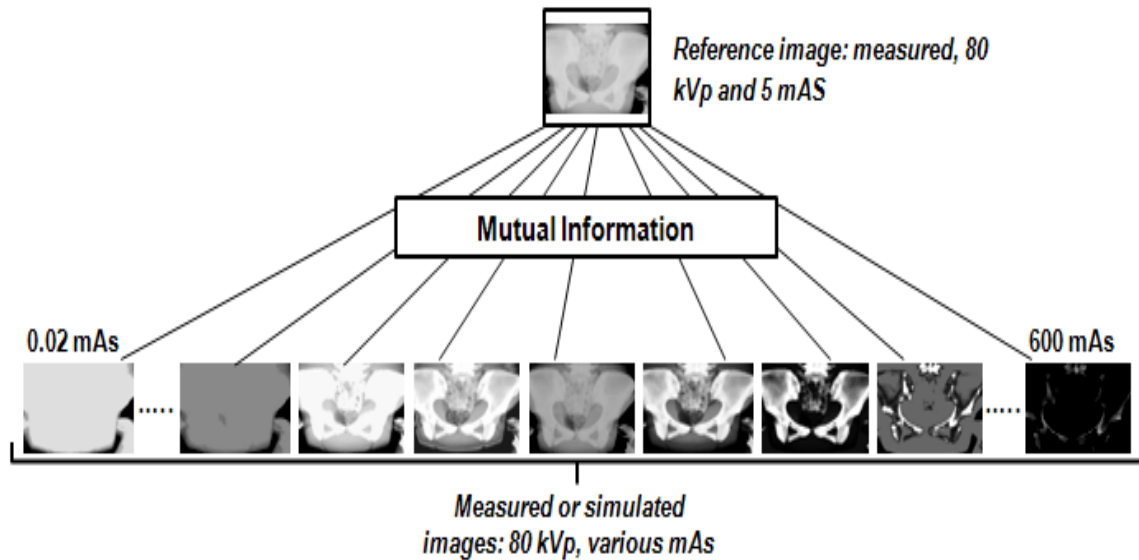 Reference image: measured, 80
kVp and 5 mAS
Mutual Information
0.02 mAs
600 mAs
.....
.....
Measured or simulated
images: 80 kVp, various mAs